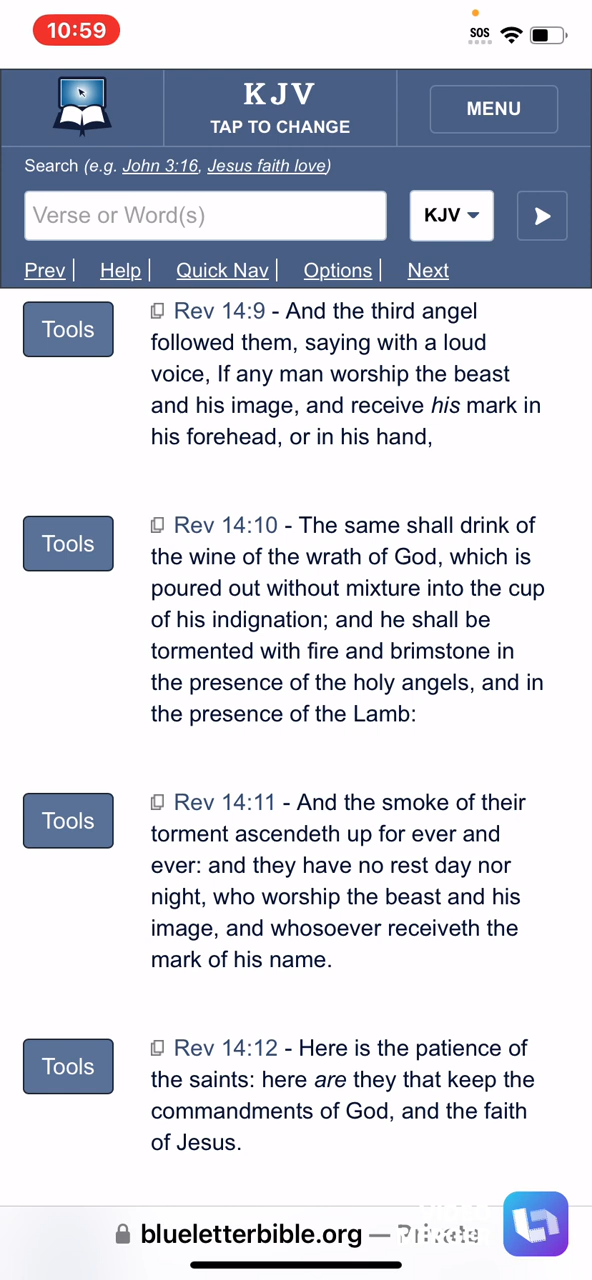 10:59
SOS
KJV
TAP TO CHANGE
MENU
Search (e.g. John 3:16, Jesus faith love)
Verse or Word(s)
KJV
Prev | Help | Quick Nav | Options | Next
Tools
Rev 14:9 - And the third angel
followed them, saying with a loud
voice, If any man worship the beast
and his image, and receive his mark in
his forehead, or in his hand,
Tools
Rev 14:10 - The same shall drink of
the wine of the wrath of God, which is
poured out without mixture into the cup
of his indignation; and he shall be
tormented with fire and brimstone in
the presence of the holy angels, and in
the presence of the Lamb:
Tools
Rev 14:11 - And the smoke of their
torment ascendeth up for ever and
ever: and they have no rest day nor
night, who worship the beast and his
image, and whosoever receiveth the
mark of his name.
Tools
Rev 14:12 - Here is the patience of
the saints: here are they that keep the
commandments of God, and the faith
of Jesus.
blueletterbible.org —